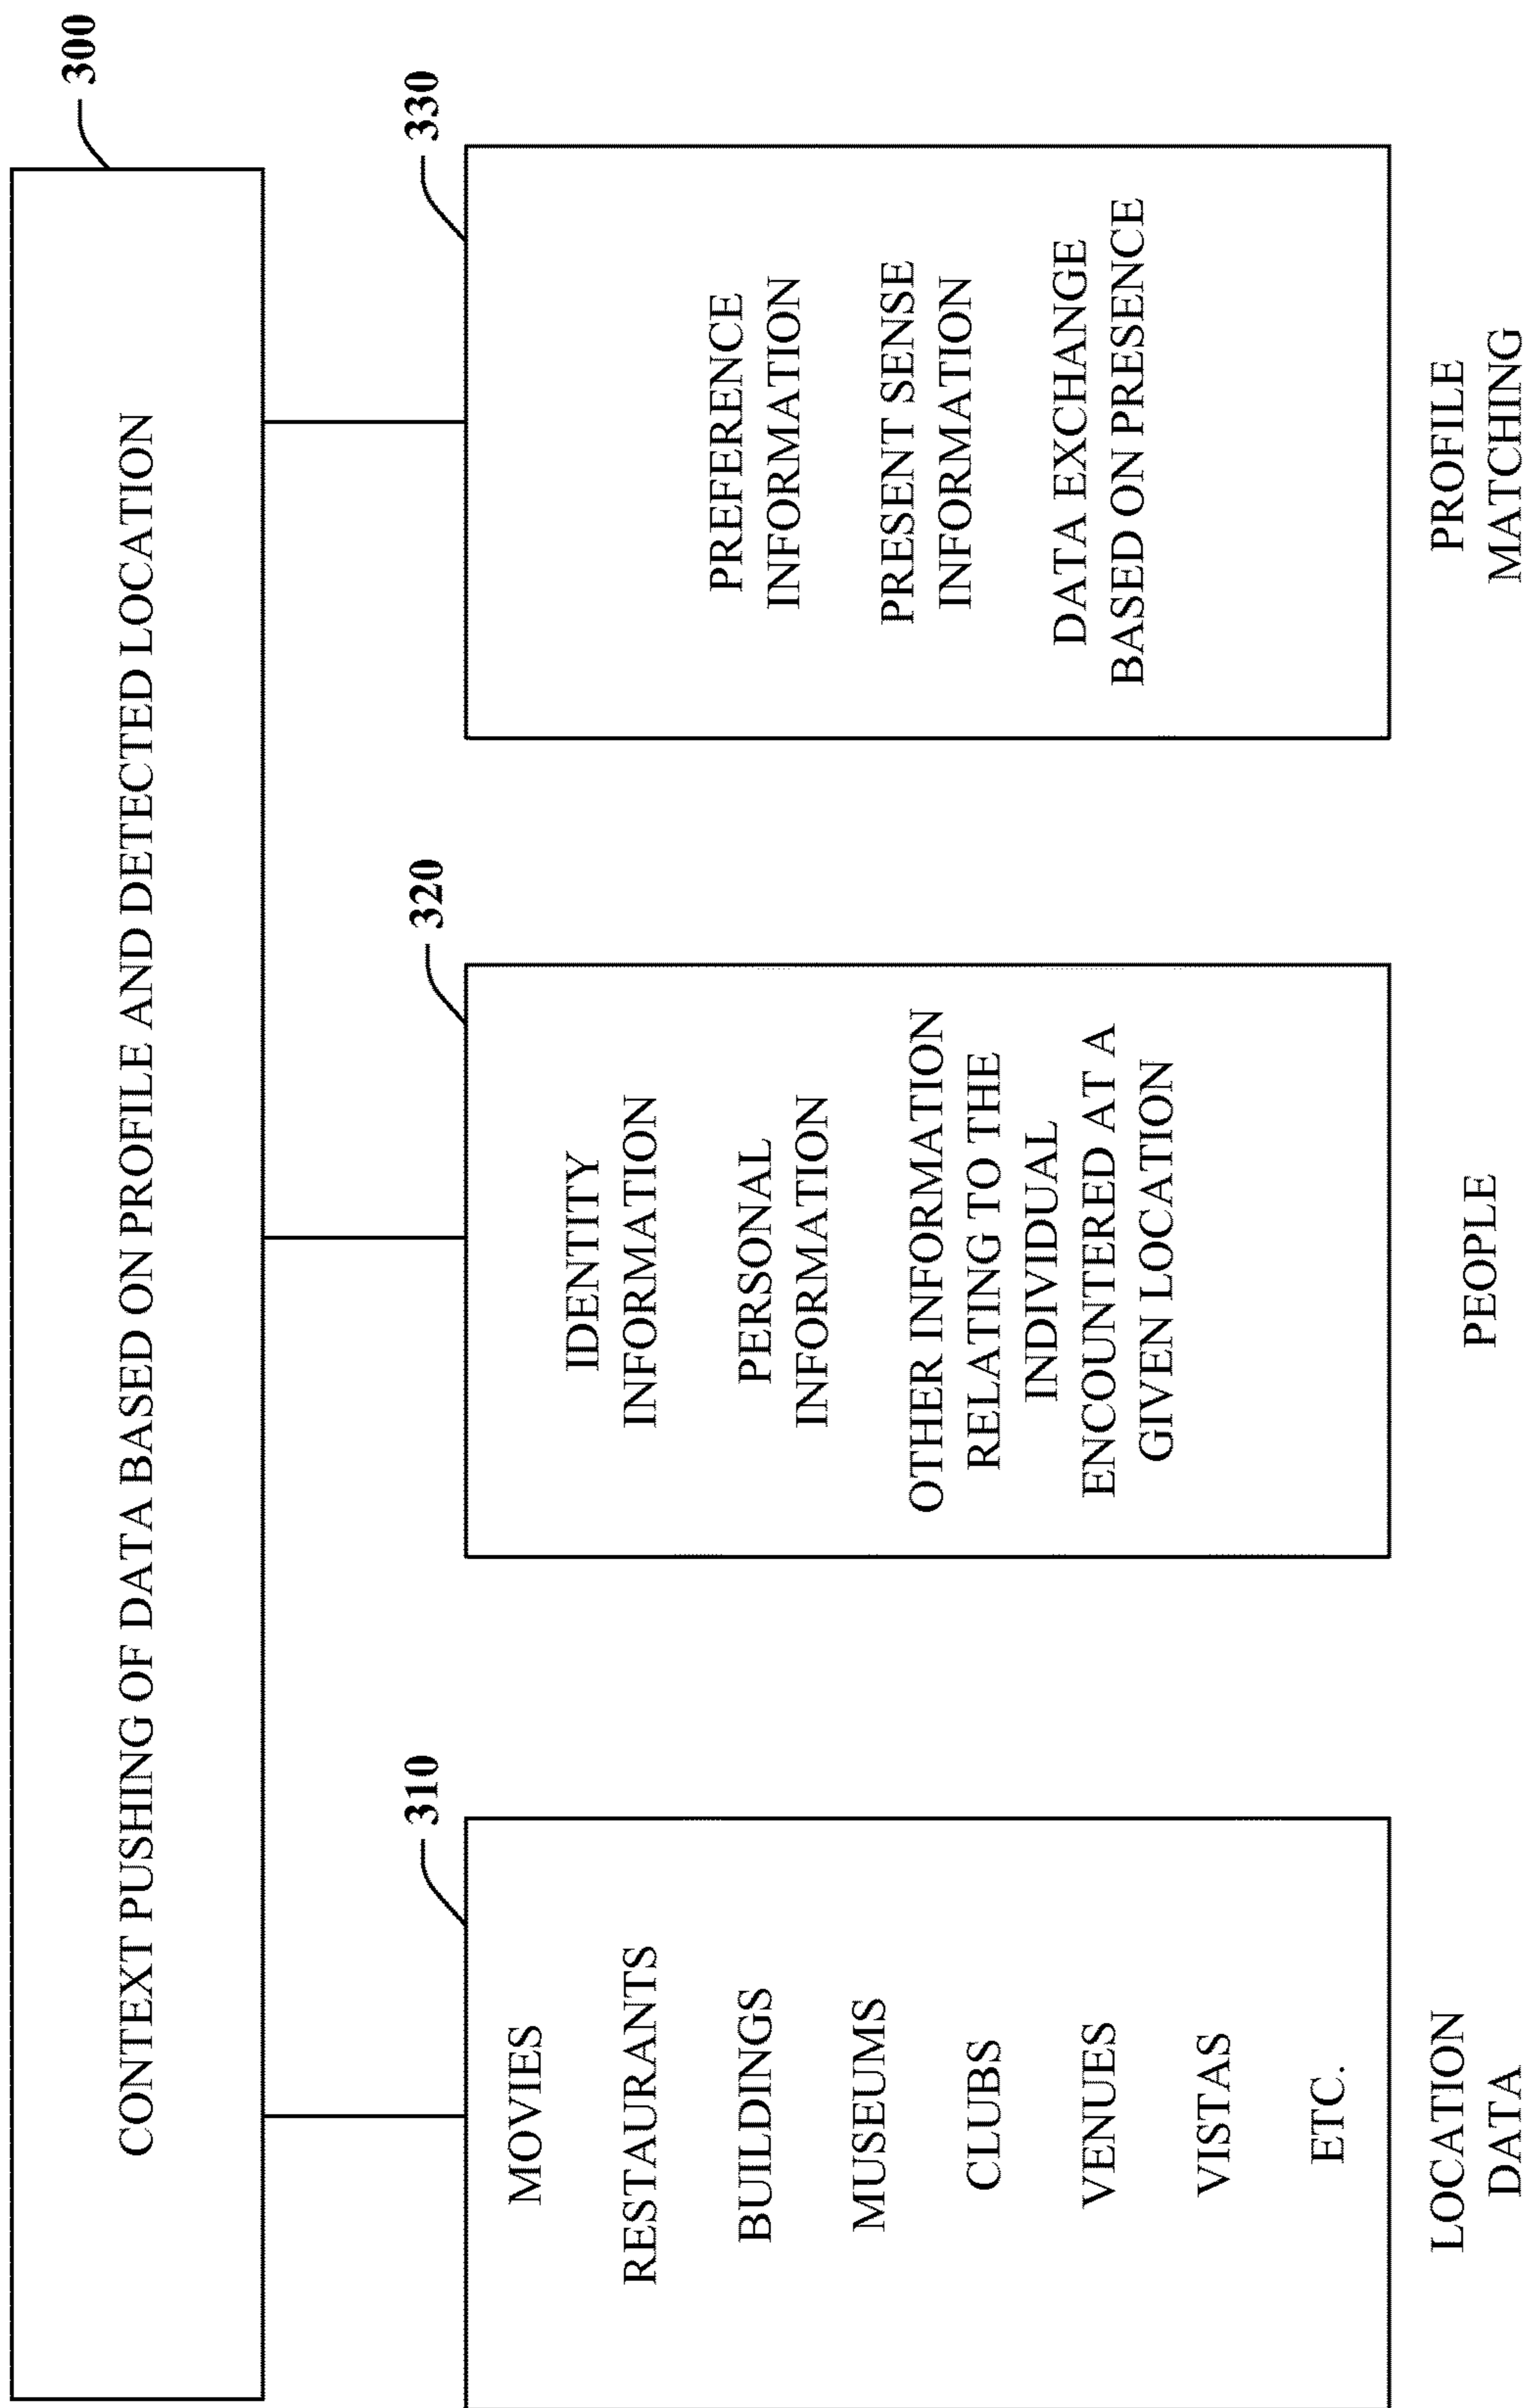 300
CONTEXT PUSHING OF DATA BASED ON PROFILE AND DETECTED LOCATION
310
MOVIES
RESTAURANTS
BUILDINGS
MUSEUMS
CLUBS
VENUES
VISTAS
ETC.
LOCATION
DATA
320
IDENTITY
INFORMATION
PERSONAL
INFORMATION
OTHER INFORMATION
RELATING TO THE
INDIVIDUAL
ENCOUNTERED AT A
GIVEN LOCATION
PEOPLE
330
PREFERENCE
INFORMATION
PRESENT SENSE
INFORMATION
DATA EXCHANGE
BASED ON PRESENCE
PROFILE
MATCHING